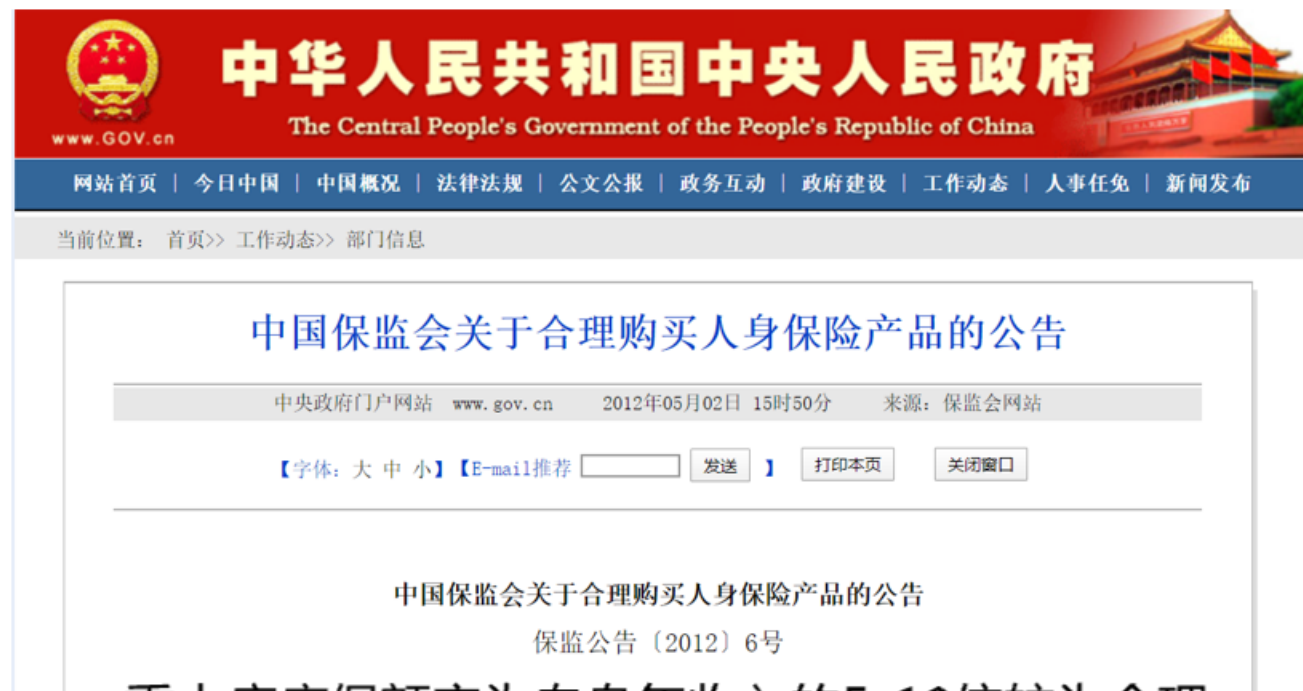 中华人民共和国中央人民政府
The Central People's Government of the People's Republic of China
www.GOV.cn
网站首页 | 今日中国 | 中国概况 | 法律法规 | 公文公报 | 政务互动 | 政府建设 | 工作动态 | 人事任免 | 新闻发布
当前位置： 首页>> 工作动态>> 部门信息
中国保监会关于合理购买人身保险产品的公告
中央政府门户网站 www.gov.cn 2012年05月02日 15时50分 来源：保监会网站
【字体：大 中 小】【E-mail推荐 发送 】 打印本页 关闭窗口
中国保监会关于合理购买人身保险产品的公告
保监公告〔2012〕6号